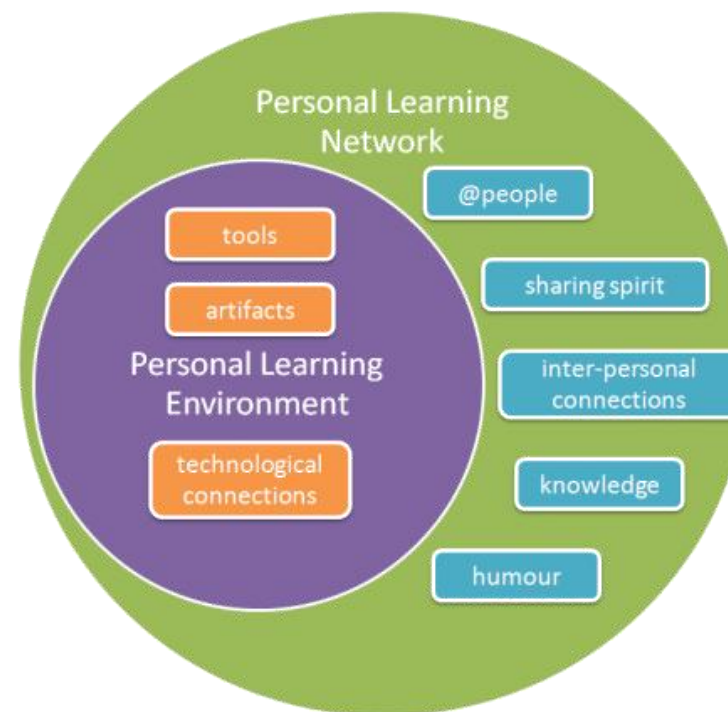 Personal Learning
Network
@people
tools
sharing spirit
artifacts
Personal Learning
Environment
inter-personal
connections
technological
connections
knowledge
humour